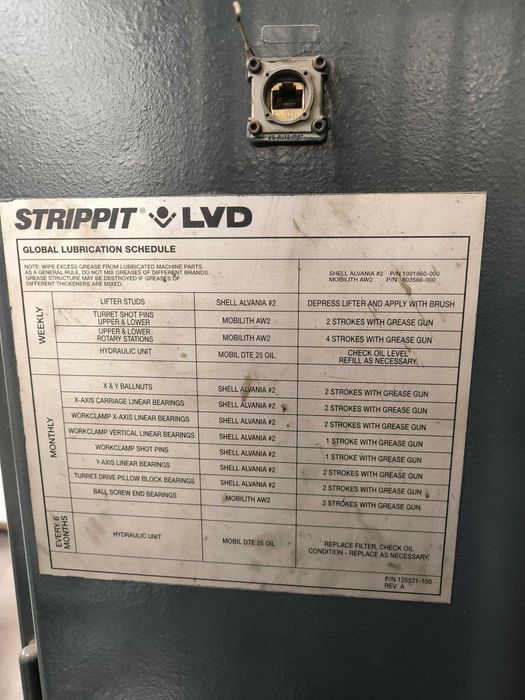 STRIPPIT® LVD
GLOBAL LUBRICATION SCHEDULE
NOTE: WIPE EXCESS GREASE FROM LUBRICATED MACHINE PARTS.
AS A GENERAL RULE, DO NOT MIX GREASES OF DIFFERENT BRANDS.
GREASE STRUCTURE MAY BE DESTROYED IF GREASES OF
DIFFERENT THICKENERS ARE MIXED.
SHELL ALVANIA #2 P/N 1001860-000
MOBILITH AW2 P/N 803566-000
WEEKLY
LIFTER STUDS SHELL ALVANIA #2 DEPRESS LIFTER AND APPLY WITH BRUSH
TURRET SHOT PINS
UPPER & LOWER MOBILITH AW2 2 STROKES WITH GREASE GUN
UPPER & LOWER
ROTARY STATIONS MOBILITH AW2 4 STROKES WITH GREASE GUN
HYDRAULIC UNIT MOBIL DTE 25 OIL CHECK OIL LEVEL
REFILL AS NECESSARY
MONTHLY
X & Y BALLNUTS SHELL ALVANIA #2 2 STROKES WITH GREASE GUN
X-AXIS CARRIAGE LINEAR BEARINGS SHELL ALVANIA #2 2 STROKES WITH GREASE GUN
WORKCLAMP X-AXIS LINEAR BEARINGS SHELL ALVANIA #2 2 STROKES WITH GREASE GUN
WORKCLAMP VERTICAL LINEAR BEARINGS SHELL ALVANIA #2 1 STROKE WITH GREASE GUN
WORKCLAMP SHOT PINS SHELL ALVANIA #2 1 STROKE WITH GREASE GUN
Y-AXIS LINEAR BEARINGS SHELL ALVANIA #2 2 STROKES WITH GREASE GUN
TURRET DRIVE PILLOW BLOCK BEARINGS SHELL ALVANIA #2 2 STROKES WITH GREASE GUN
BALL SCREW END BEARINGS MOBILITH AW2 2 STROKES WITH GREASE GUN
EVERY 6
MONTHS
HYDRAULIC UNIT MOBIL DTE 25 OIL REPLACE FILTER, CHECK OIL
CONDITION - REPLACE AS NECESSARY.
P/N 125521-100
REV A